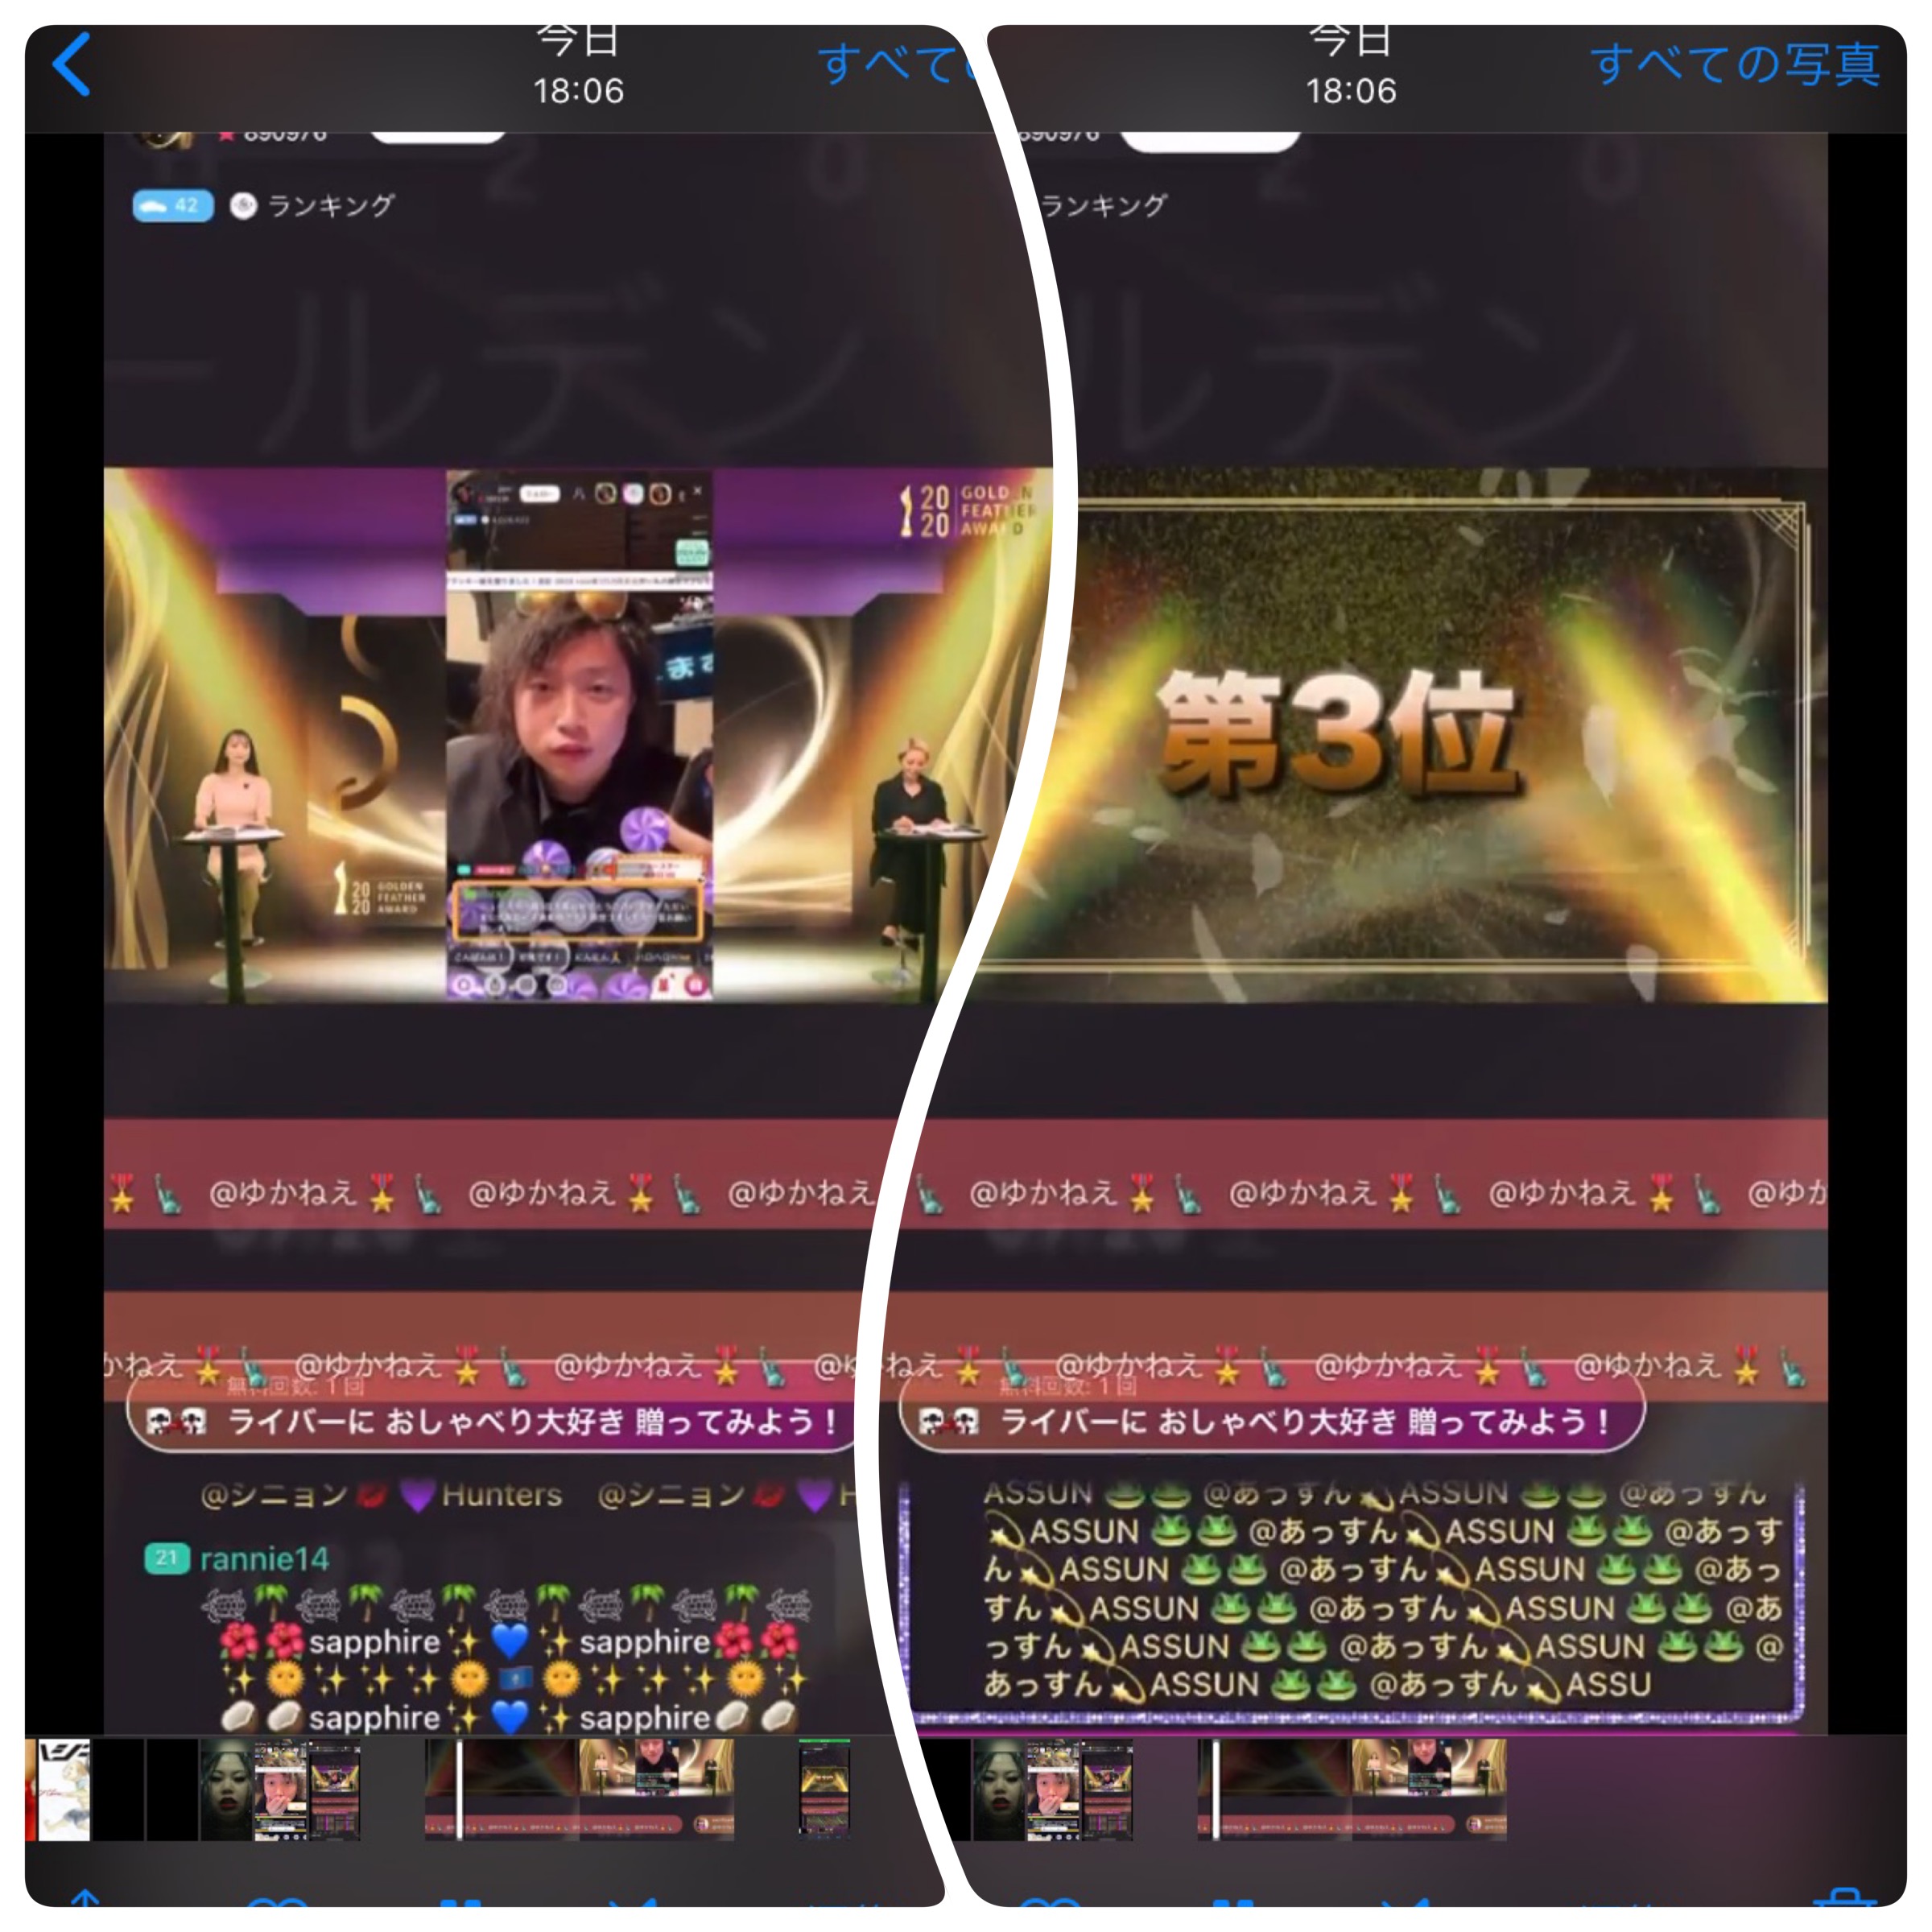 今日
18:06
すべて
890976
42 ランキング
ールデン
2020 GOLDEN FEATHER AWARD
ます
2020 GOLDEN FEATHER AWARD
@ゆかねえ🎖🗽 @ゆかねえ🎖🗽 @ゆかねえ
かねえ🎖🗽 @ゆかねえ🎖🗽 @ゆかねえ🎖🗽 @ゆ
無料回数: 1回
ライバーに おしゃべり大好き 贈ってみよう！
@シニョン💋💜Hunters @シニョン💋💜H
21 rannie14
🐢🌴🐢🌴🐢🌴🐢🌴🐢🌴🐢🌴🐢
🌺🌺sapphire✨💙✨sapphire🌺🌺
✨🌞✨✨✨🌞🇬🇺🌞✨✨✨🌞✨
🥥🥥sapphire✨💙✨sapphire🥥🥥
今日
18:06
すべての写真
890976
ランキング
2 0
ルデン
第3位
🗽 @ゆかねえ🎖🗽 @ゆかねえ🎖🗽 @ゆかねえ🎖🗽 @ゆか
ねえ🎖🗽 @ゆかねえ🎖🗽 @ゆかねえ🎖🗽 @ゆかねえ🎖🗽
無料回数: 1回
ライバーに おしゃべり大好き 贈ってみよう！
ASSUN 🐸🐸 @あっすん💫ASSUN 🐸🐸 @あっすん
💫ASSUN 🐸🐸 @あっすん💫ASSUN 🐸🐸 @あっす
ん💫ASSUN 🐸🐸 @あっすん💫ASSUN 🐸🐸 @あっ
すん💫ASSUN 🐸🐸 @あっすん💫ASSUN 🐸🐸 @あ
っすん💫ASSUN 🐸🐸 @あっすん💫ASSUN 🐸🐸 @
あっすん💫ASSUN 🐸🐸 @あっすん💫ASSU